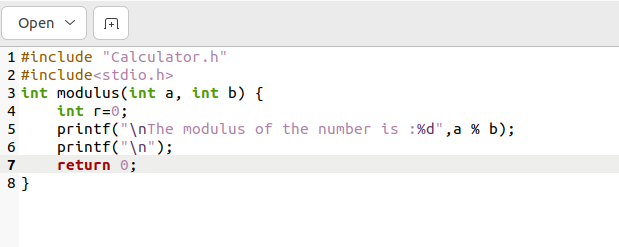 Open
1 #include "Calculator.h"
2 #include<stdio.h>
3 int modulus(int a, int b) {
4     int r=0;
5     printf("\nThe modulus of the number is :%d",a % b);
6     printf("\n");
7     return 0;
8 }